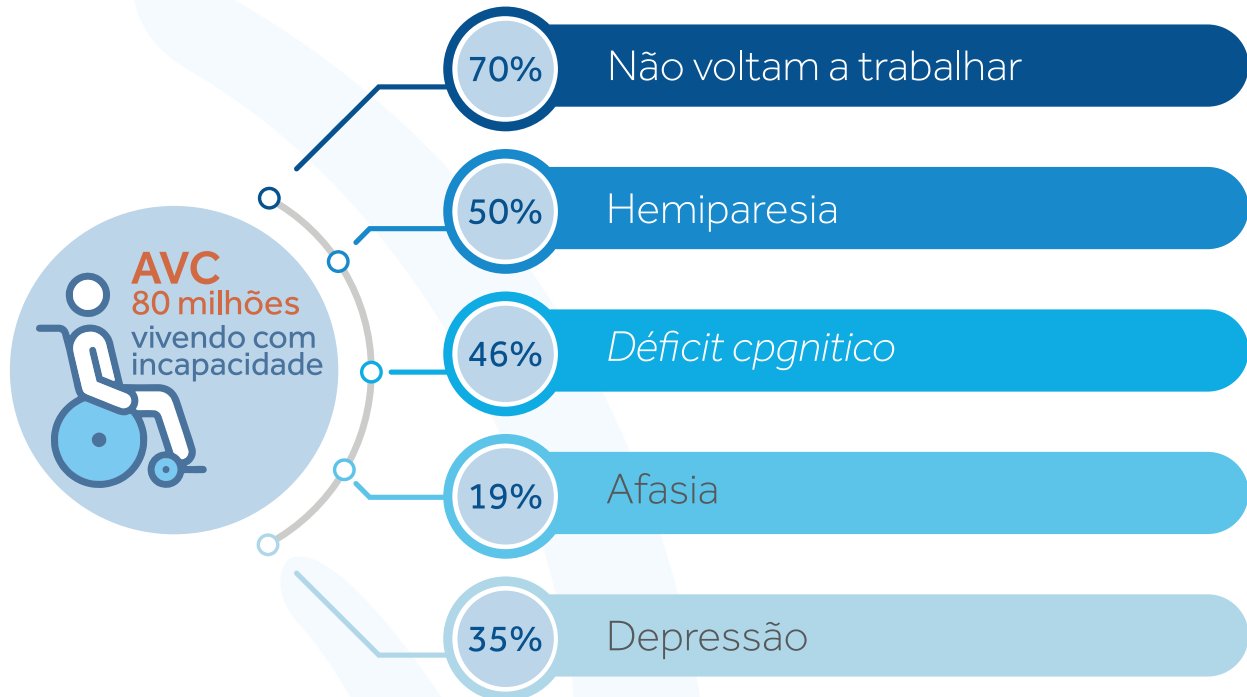 AVC
80 milhões
vivendo com
incapacidade
70% Não voltam a trabalhar
50% Hemiparesia
46% Déficit cpgnitico
19% Afasia
35% Depressão